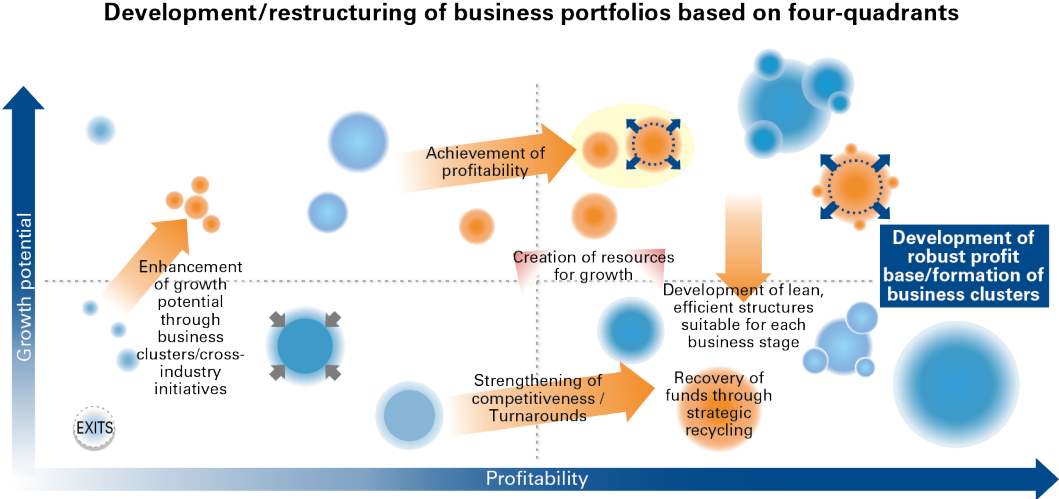 Development/restructuring of business portfolios based on four-quadrants
Achievement of
profitability
Growth potential
Enhancement
of growth
potential
through
business
clusters/cross-
industry
initiatives
Creation of resources
for growth
Development of
robust profit
base/formation of
business clusters
Development of lean,
efficient structures
suitable for each
business stage
Strengthening of
competitiveness /
Turnarounds
Recovery of
funds through
strategic
recycling
EXITS
Profitability